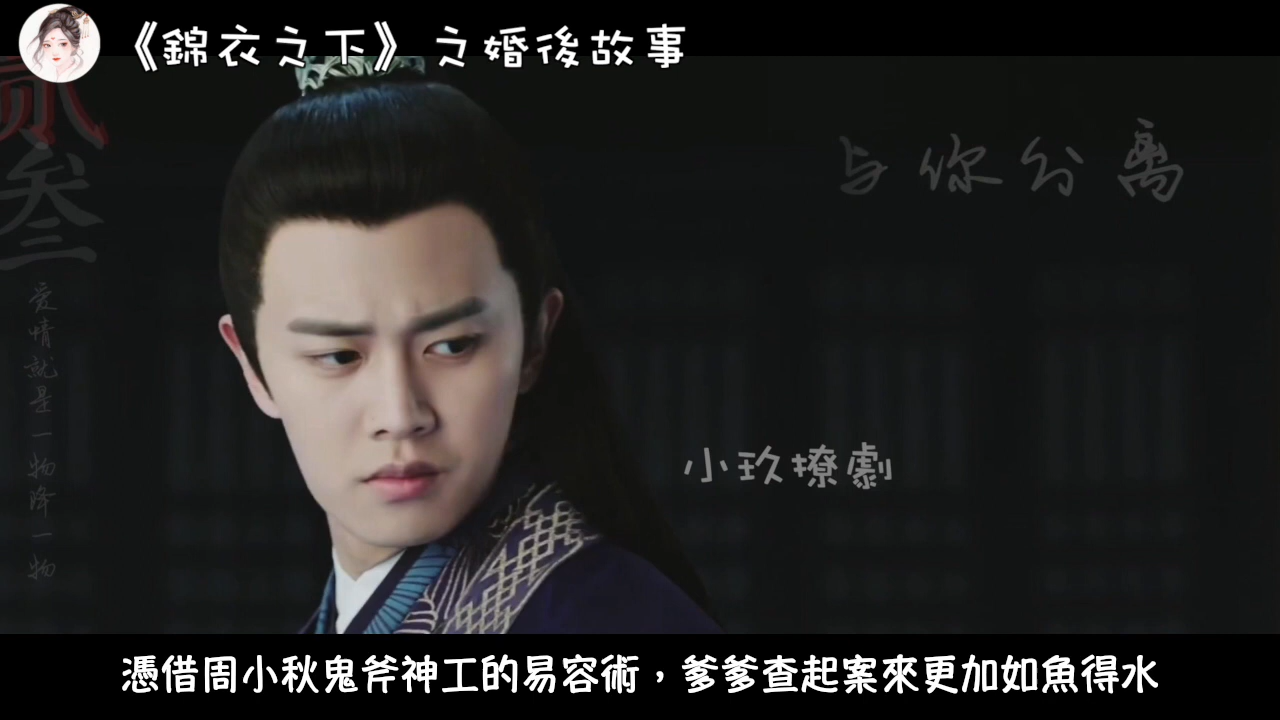 《錦衣之下》之婚後故事
贰
叁
爱情就是一物降一物
与你分离
小玖撩劇
憑借周小秋鬼斧神工的易容術，爹爹查起案來更加如魚得水